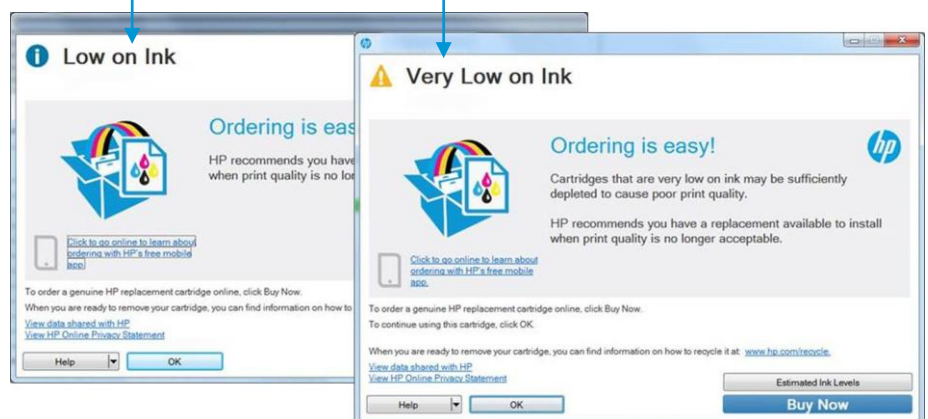 Low on Ink
Ordering is eas
HP recommends you have
when print quality is no lon
Click to go online to learn about
ordering with HP's free mobile
app.
To order a genuine HP replacement cartridge online, click Buy Now.
When you are ready to remove your cartridge, you can find information on how to
View data shared with HP
View HP Online Privacy Statement
Help
OK
Very Low on Ink
Ordering is easy!
hp
Cartridges that are very low on ink may be sufficiently
depleted to cause poor print quality.
HP recommends you have a replacement available to install
when print quality is no longer acceptable.
Click to go online to learn about
ordering with HP's free mobile
app.
To order a genuine HP replacement cartridge online, click Buy Now.
To continue using this cartridge, click OK.
When you are ready to remove your cartridge, you can find information on how to recycle it at: www.hp.com/recycle.
View data shared with HP
View HP Online Privacy Statement
Estimated Ink Levels
Help
OK
Buy Now